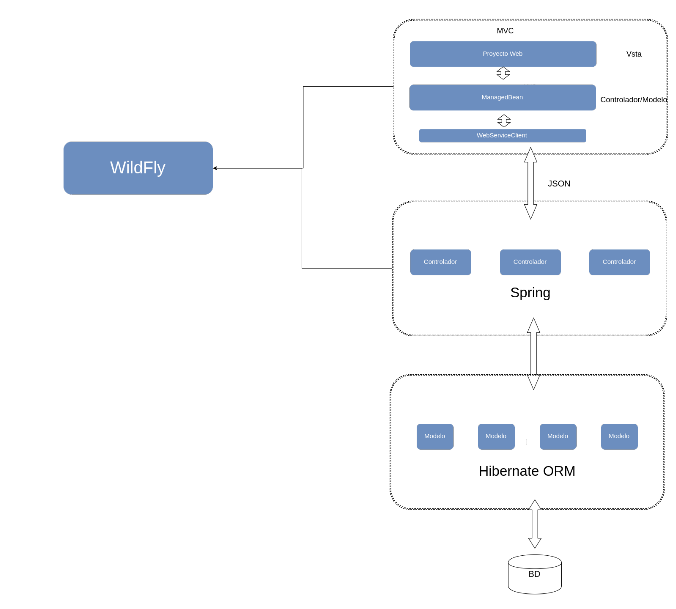 MVC
Proyecto Web
Vsta
ManagedBean
Controlador/Modelo
WebServiceClient
WildFly
JSON
Controlador
Controlador
Controlador
Spring
Modelo
Modelo
Modelo
Modelo
Hibernate ORM
BD